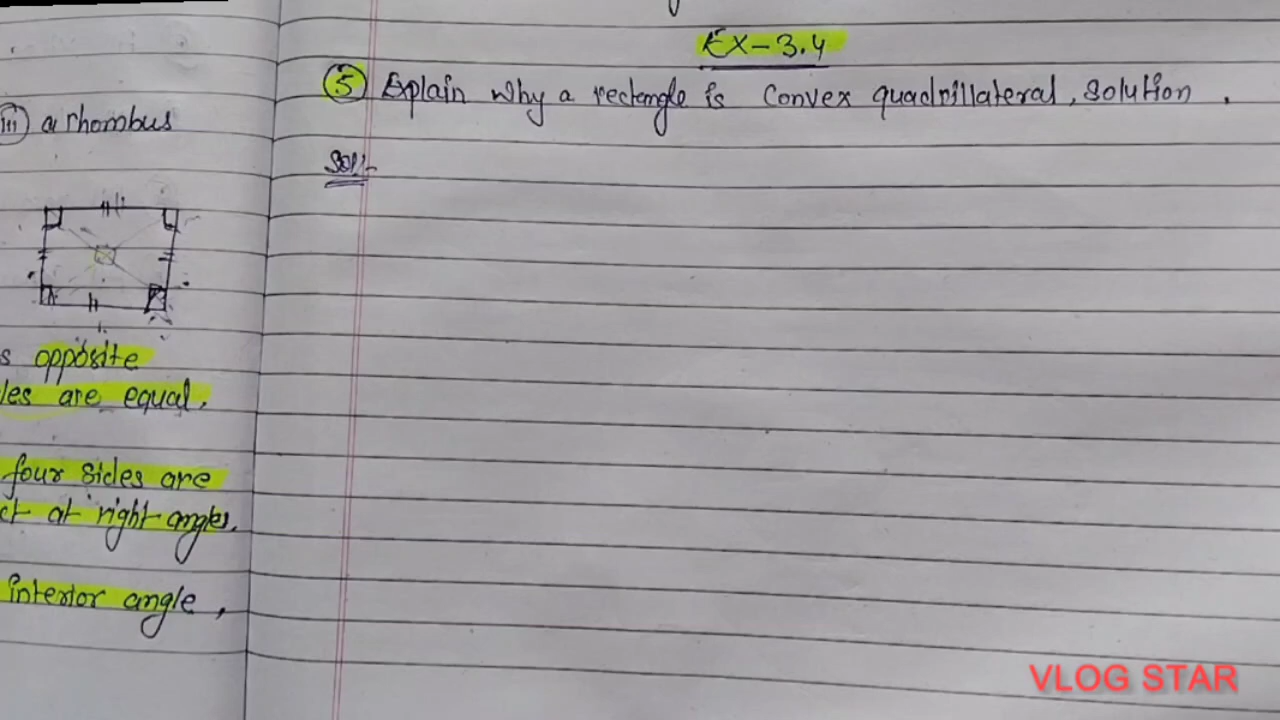 (iii) a rhombus
s opposite
les are equal.
four sides are
ct at right angles.
interior angle,
Ex-3.4
5 Explain why a rectangle is convex quadrillateral, solution.
Soln:-
VLOG STAR